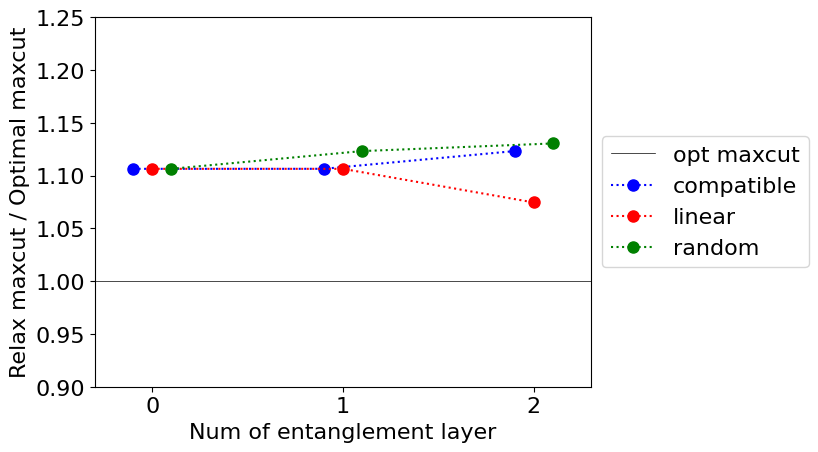 Relax maxcut / Optimal maxcut
1.25
1.20
1.15
1.10
1.05
1.00
0.95
0.90
0
1
2
Num of entanglement layer
opt maxcut
compatible
linear
random